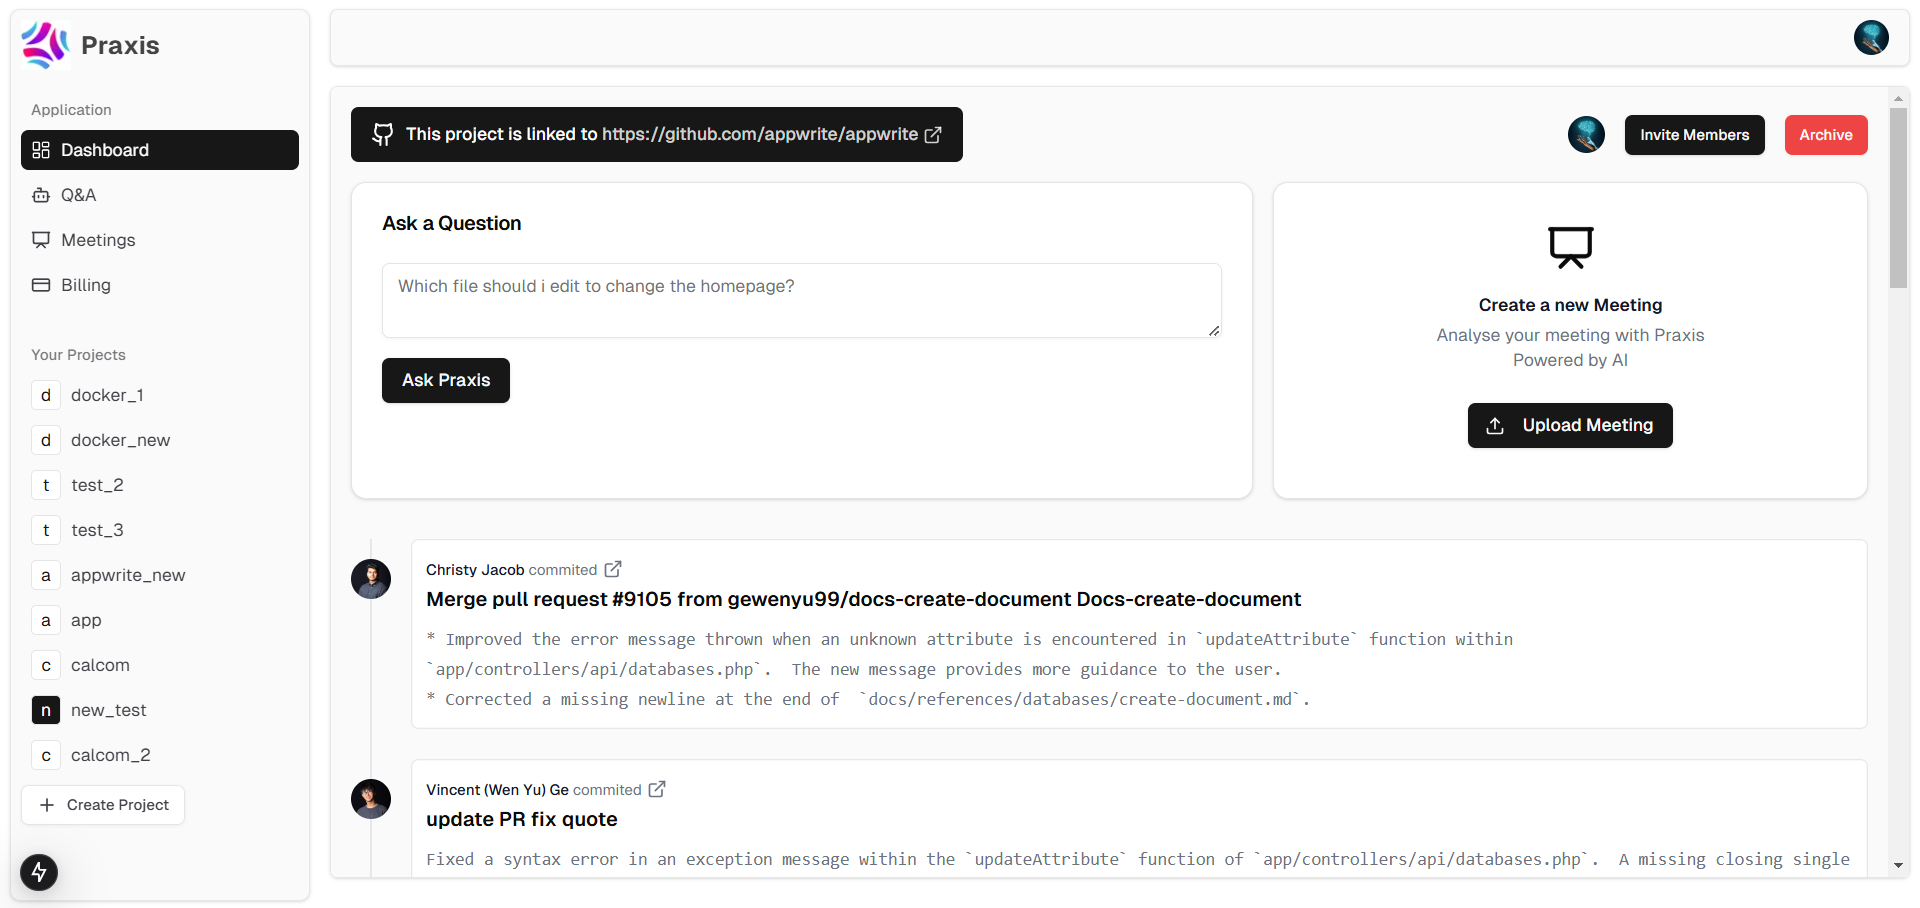 Praxis
Application
Dashboard
Q&A
Meetings
Billing
Your Projects
d docker_1
d docker_new
t test_2
t test_3
a appwrite_new
a app
c calcom
n new_test
c calcom_2
+ Create Project
This project is linked to https://github.com/appwrite/appwrite
Invite Members
Archive
Ask a Question
Which file should i edit to change the homepage?
Ask Praxis
Create a new Meeting
Analyse your meeting with Praxis
Powered by AI
Upload Meeting
Christy Jacob commited
Merge pull request #9105 from gewenyu99/docs-create-document Docs-create-document
* Improved the error message thrown when an unknown attribute is encountered in `updateAttribute` function within
`app/controllers/api/databases.php`.  The new message provides more guidance to the user.
* Corrected a missing newline at the end of  `docs/references/databases/create-document.md`.
Vincent (Wen Yu) Ge commited
update PR fix quote
Fixed a syntax error in an exception message within the `updateAttribute` function of `app/controllers/api/databases.php`.  A missing closing single